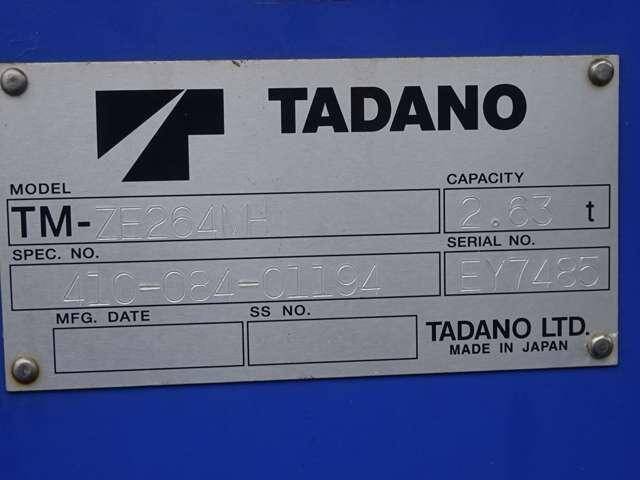 TADANO
MODEL
TM-ZE264MH
CAPACITY
2.63 t
SPEC. NO.
410-084-01194
SERIAL NO.
EY7485
MFG. DATE
SS NO.
TADANO LTD.
MADE IN JAPAN